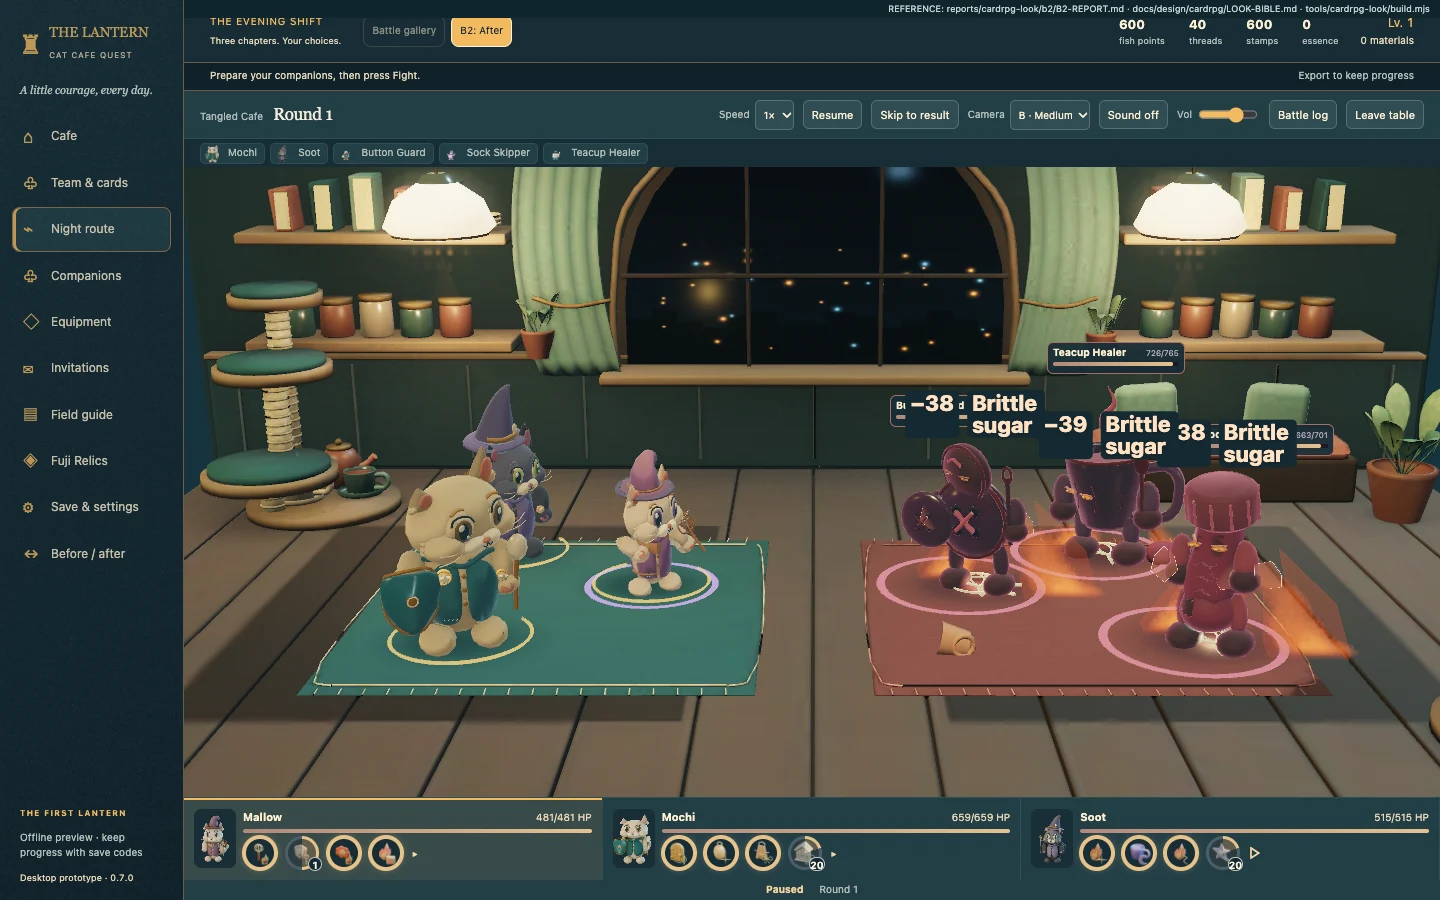 REFERENCE: reports/cardrpg-look/b2/B2-REPORT.md · docs/design/cardrpg/LOOK-BIBLE.md · tools/cardrpg-look/build.mjs
THE LANTERN
CAT CAFE QUEST
A little courage, every day.
Cafe
Team & cards
Night route
Companions
Equipment
Invitations
Field guide
Fuji Relics
Save & settings
Before / after
THE FIRST LANTERN
Offline preview · keep
progress with save codes
Desktop prototype · 0.7.0
THE EVENING SHIFT
Three chapters. Your choices.
Battle gallery
B2: After
600
fish points
40
threads
600
stamps
0
essence
Lv. 1
0 materials
Prepare your companions, then press Fight.
Export to keep progress
Tangled Cafe
Round 1
Speed
1x
Resume
Skip to result
Camera
B · Medium
Sound off
Vol
Battle log
Leave table
Mochi
Soot
Button Guard
Sock Skipper
Teacup Healer
Teacup Healer
726/765
−38
Brittle
sugar
−39
Brittle
sugar
38
Brittle
sugar
663/701
Mallow
481/481 HP
1
Mochi
659/659 HP
20
Soot
515/515 HP
20
Paused
Round 1